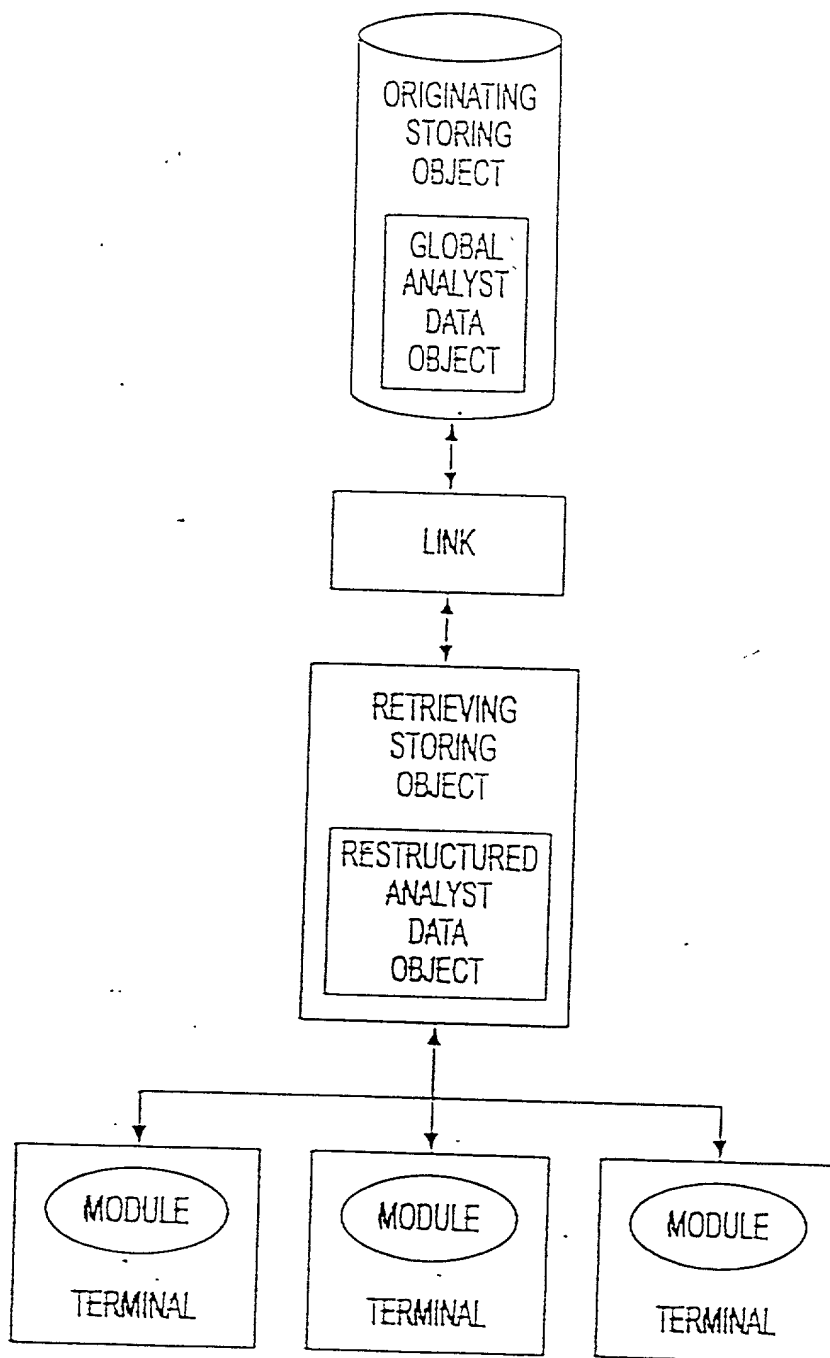 ORIGINATING
STORING
OBJECT
GLOBAL
ANALYST
DATA
OBJECT
LINK
RETRIEVING
STORING
OBJECT
RESTRUCTURED
ANALYST
DATA
OBJECT
MODULE
TERMINAL
MODULE
TERMINAL
MODULE
TERMINAL